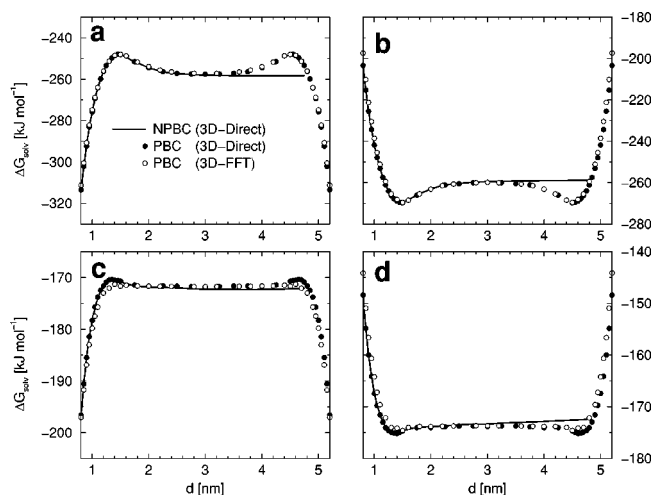 a
b
c
d
ΔG_solv [kJ mol⁻¹]
−240
−260
−280
−300
−320
−180
−200
−220
−240
−260
−280
NPBC (3D−Direct)
PBC (3D−Direct)
PBC (3D−FFT)
1 2 3 4 5
1 2 3 4 5
ΔG_solv [kJ mol⁻¹]
−170
−180
−190
−200
−140
−150
−160
−170
−180
1 2 3 4 5
1 2 3 4 5
d [nm]
d [nm]